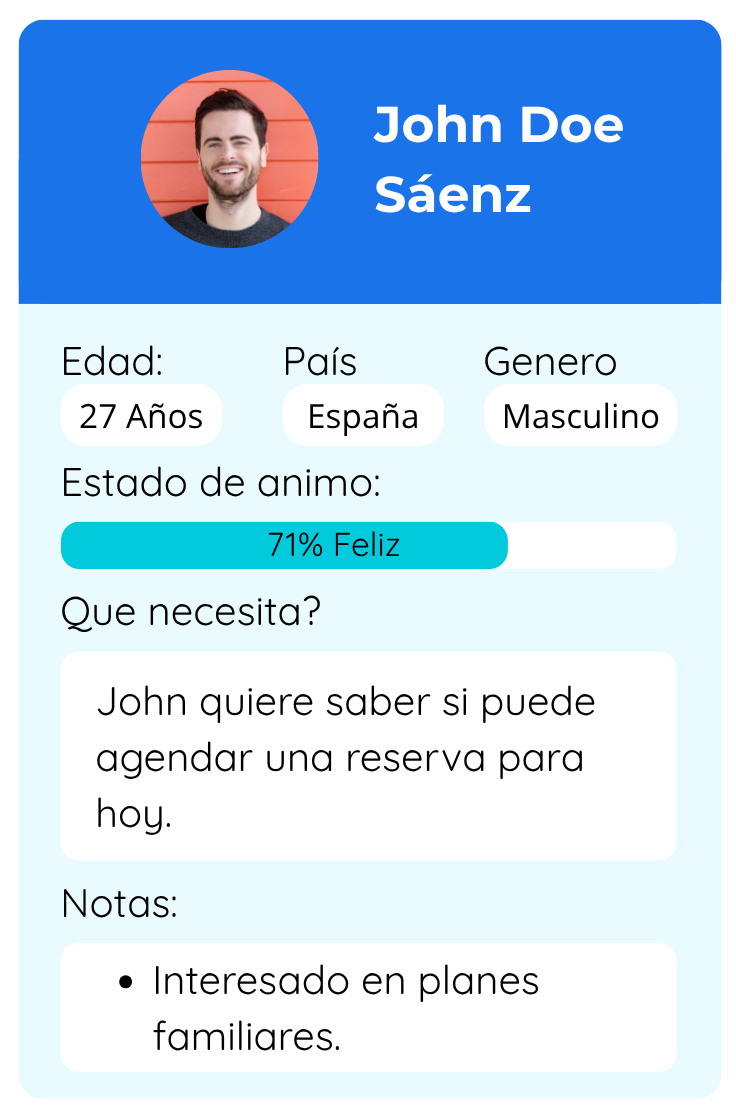 John Doe
Sáenz
Edad:
País
Genero
27 Años
España
Masculino
Estado de animo:
71% Feliz
Que necesita?
John quiere saber si puede
agendar una reserva para
hoy.
Notas:
• Interesado en planes
familiares.